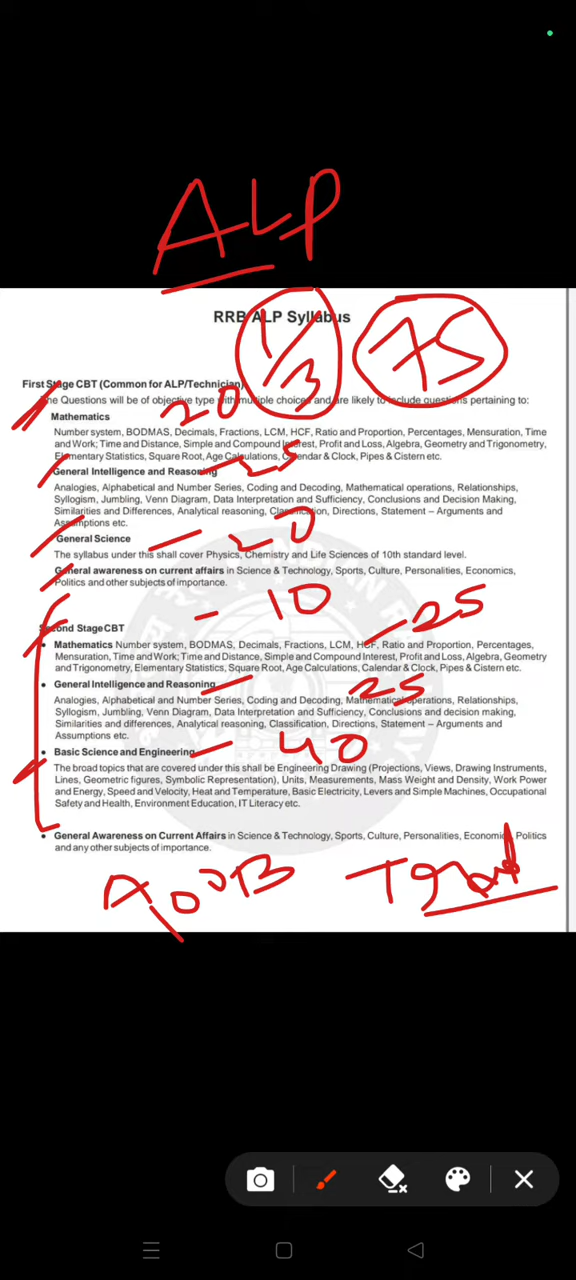 ALP
RRB ALP Syllabus
1/3
75
First Stage CBT (Common for ALP/Technician)
The Questions will be of objective type with multiple choices and are likely to include questions pertaining to:
20
Mathematics
Number system, BODMAS, Decimals, Fractions, LCM, HCF, Ratio and Proportion, Percentages, Mensuration, Time
and Work; Time and Distance, Simple and Compound Interest, Profit and Loss, Algebra, Geometry and Trigonometry,
Elementary Statistics, Square Root, Age Calculations, Calendar & Clock, Pipes & Cistern etc.
General Intelligence and Reasoning - 25
Analogies, Alphabetical and Number Series, Coding and Decoding, Mathematical operations, Relationships,
Syllogism, Jumbling, Venn Diagram, Data Interpretation and Sufficiency, Conclusions and Decision Making,
Similarities and Differences, Analytical reasoning, Classification, Directions, Statement – Arguments and
Assumptions etc.
General Science - 20
The syllabus under this shall cover Physics, Chemistry and Life Sciences of 10th standard level.
General awareness on current affairs in Science & Technology, Sports, Culture, Personalities, Economics,
Politics and other subjects of importance.
- 10
Second Stage CBT
- 25
• Mathematics Number system, BODMAS, Decimals, Fractions, LCM, HCF, Ratio and Proportion, Percentages,
Mensuration, Time and Work; Time and Distance, Simple and Compound Interest, Profit and Loss, Algebra, Geometry
and Trigonometry, Elementary Statistics, Square Root, Age Calculations, Calendar & Clock, Pipes & Cistern etc.
• General Intelligence and Reasoning - 25
Analogies, Alphabetical and Number Series, Coding and Decoding, Mathematical operations, Relationships,
Syllogism, Jumbling, Venn Diagram, Data Interpretation and Sufficiency, Conclusions and decision making,
Similarities and differences, Analytical reasoning, Classification, Directions, Statement – Arguments and
Assumptions etc.
• Basic Science and Engineering - 40
The broad topics that are covered under this shall be Engineering Drawing (Projections, Views, Drawing Instruments,
Lines, Geometric figures, Symbolic Representation), Units, Measurements, Mass Weight and Density, Work Power
and Energy, Speed and Velocity, Heat and Temperature, Basic Electricity, Levers and Simple Machines, Occupational
Safety and Health, Environment Education, IT Literacy etc.
• General Awareness on Current Affairs in Science & Technology, Sports, Culture, Personalities, Economics, Politics
and any other subjects of importance.